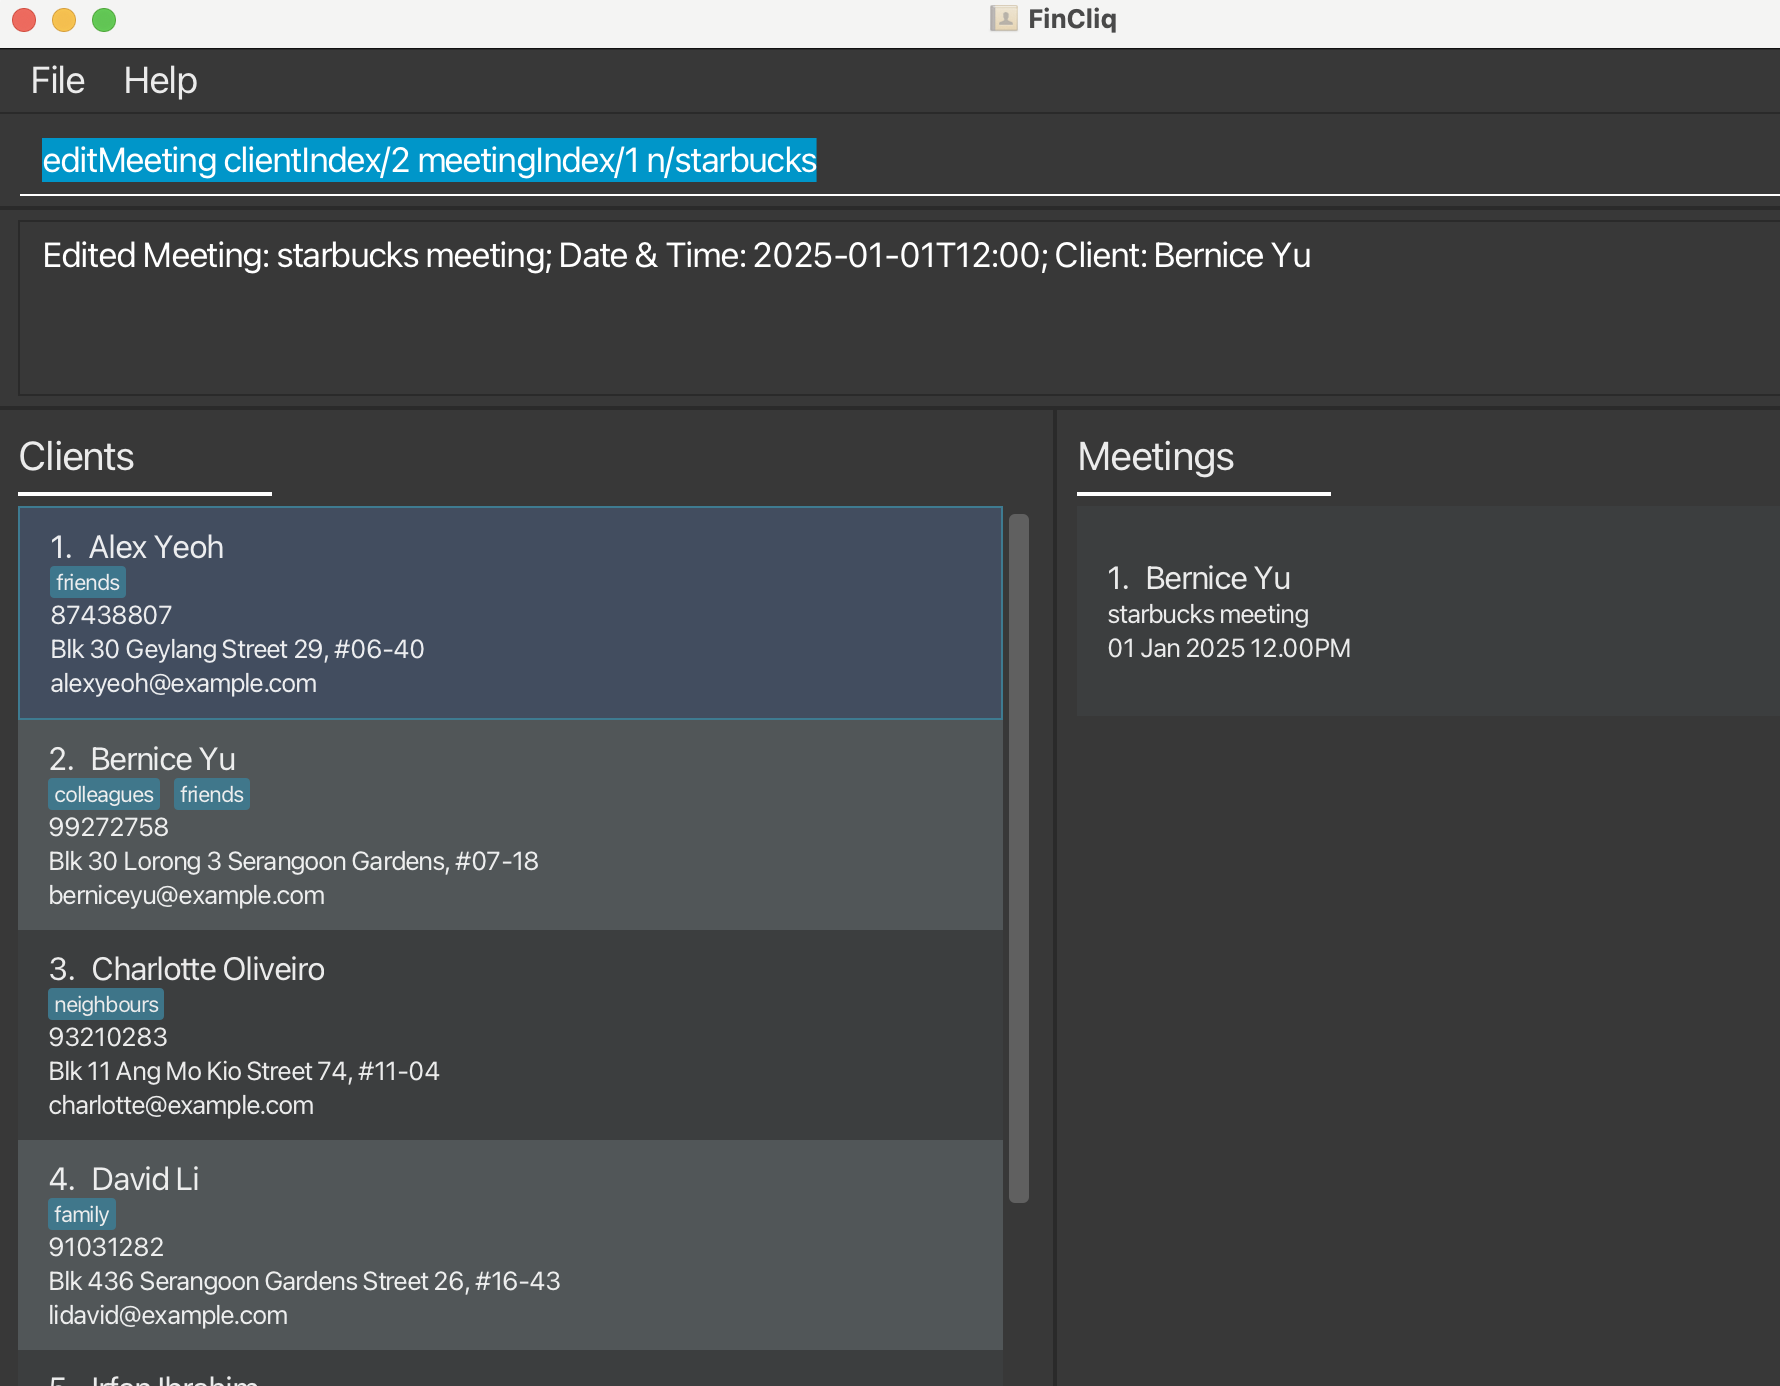 FinCliq
File Help
editMeeting clientIndex/2 meetingIndex/1 n/starbucks
Edited Meeting: starbucks meeting; Date & Time: 2025-01-01T12:00; Client: Bernice Yu
Clients
1. Alex Yeoh
friends
87438807
Blk 30 Geylang Street 29, #06-40
alexyeoh@example.com
2. Bernice Yu
colleagues friends
99272758
Blk 30 Lorong 3 Serangoon Gardens, #07-18
berniceyu@example.com
3. Charlotte Oliveiro
neighbours
93210283
Blk 11 Ang Mo Kio Street 74, #11-04
charlotte@example.com
4. David Li
family
91031282
Blk 436 Serangoon Gardens Street 26, #16-43
lidavid@example.com
5. Irfan Ibrahim
Meetings
1. Bernice Yu
starbucks meeting
01 Jan 2025 12.00PM